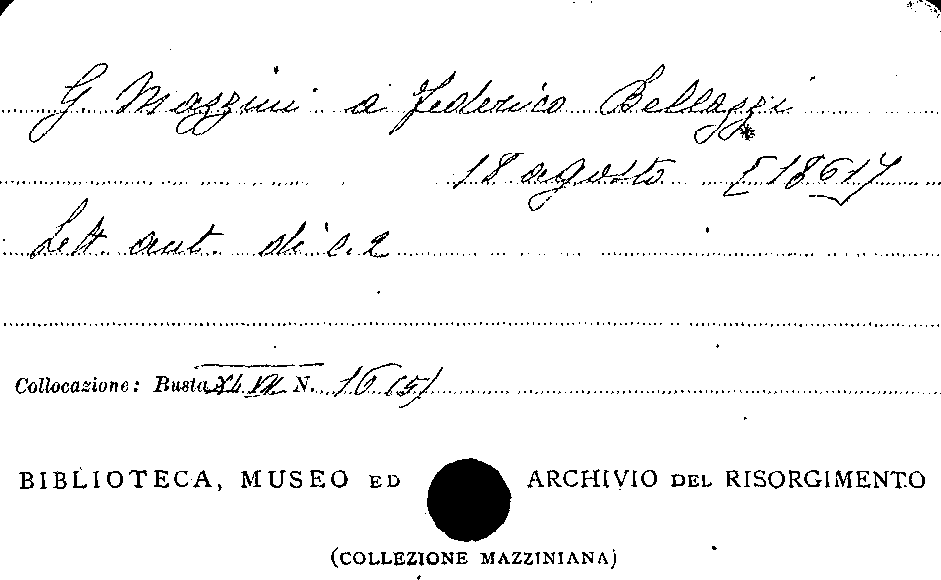 G. Mazzini a Federico Bellazzi
18 agosto [1861]
Lett. aut. di c. 2
Collocazione: Busta XLVII N. 16 (5)
BIBLIOTECA, MUSEO ED ARCHIVIO DEL RISORGIMENTO
(COLLEZIONE MAZZINIANA)